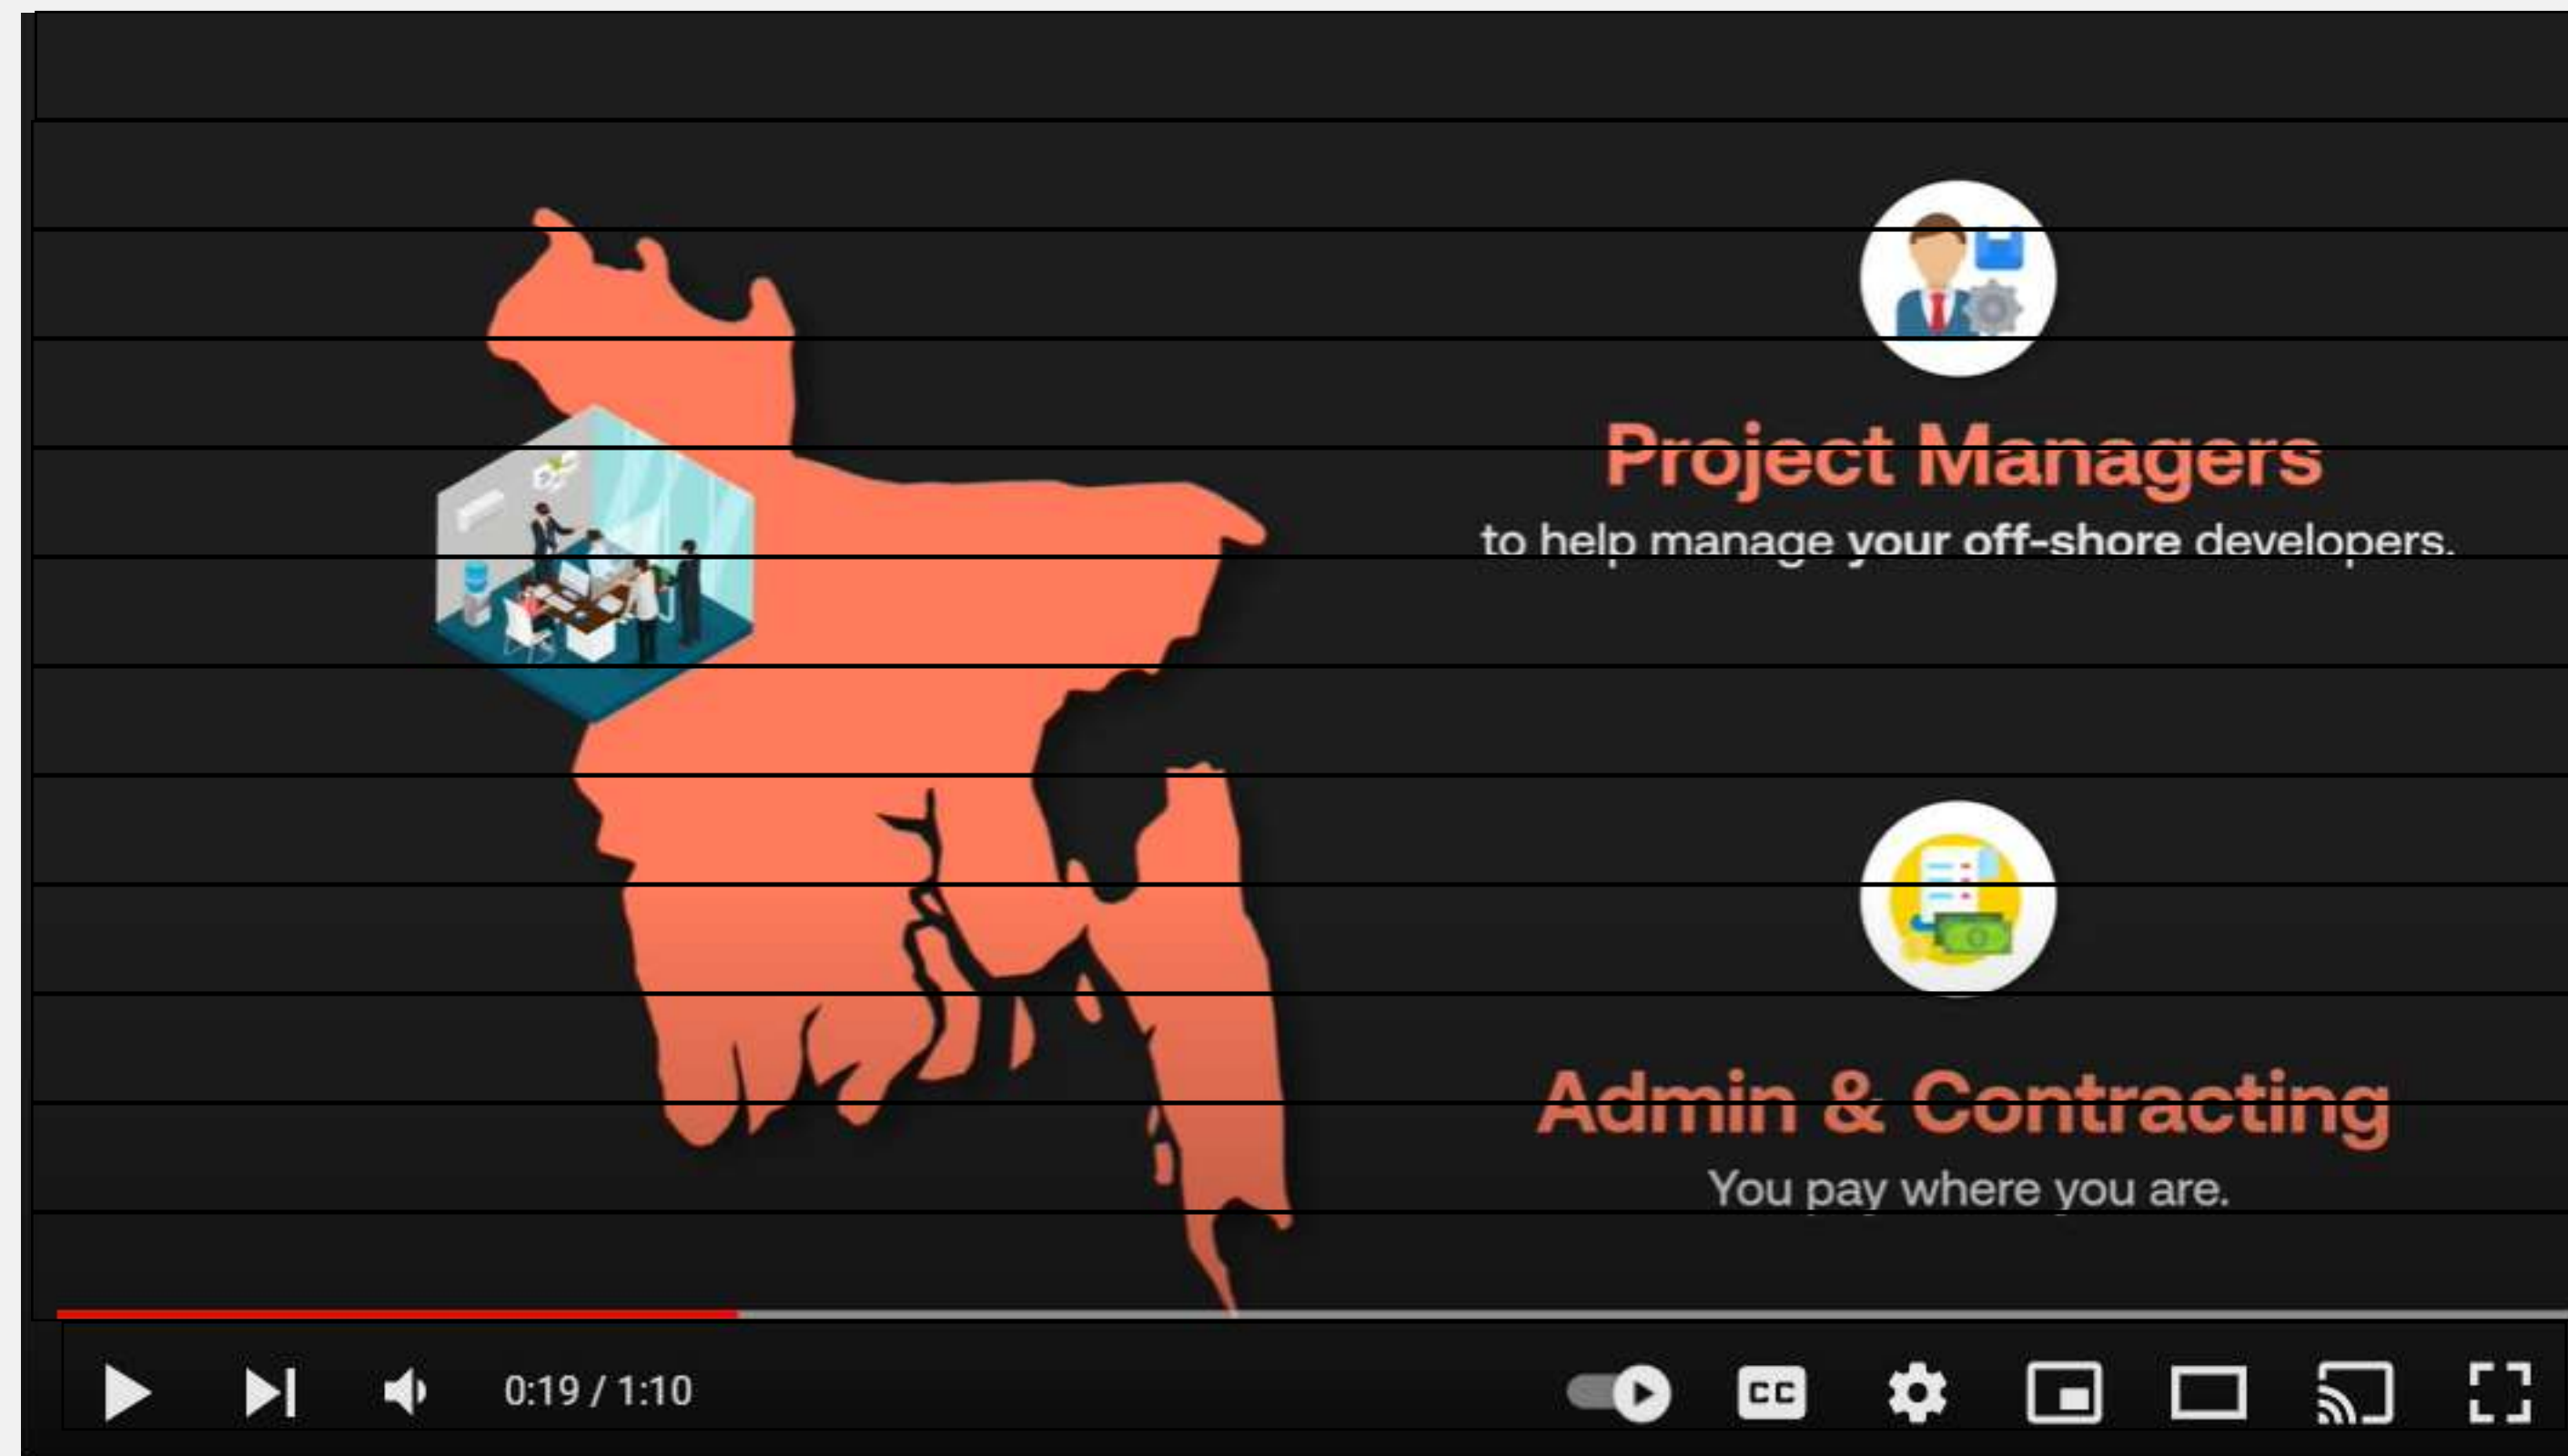 Project Managers
to help manage your off-shore developers.
Admin & Contracting
You pay where you are.
0:19 / 1:10
CC